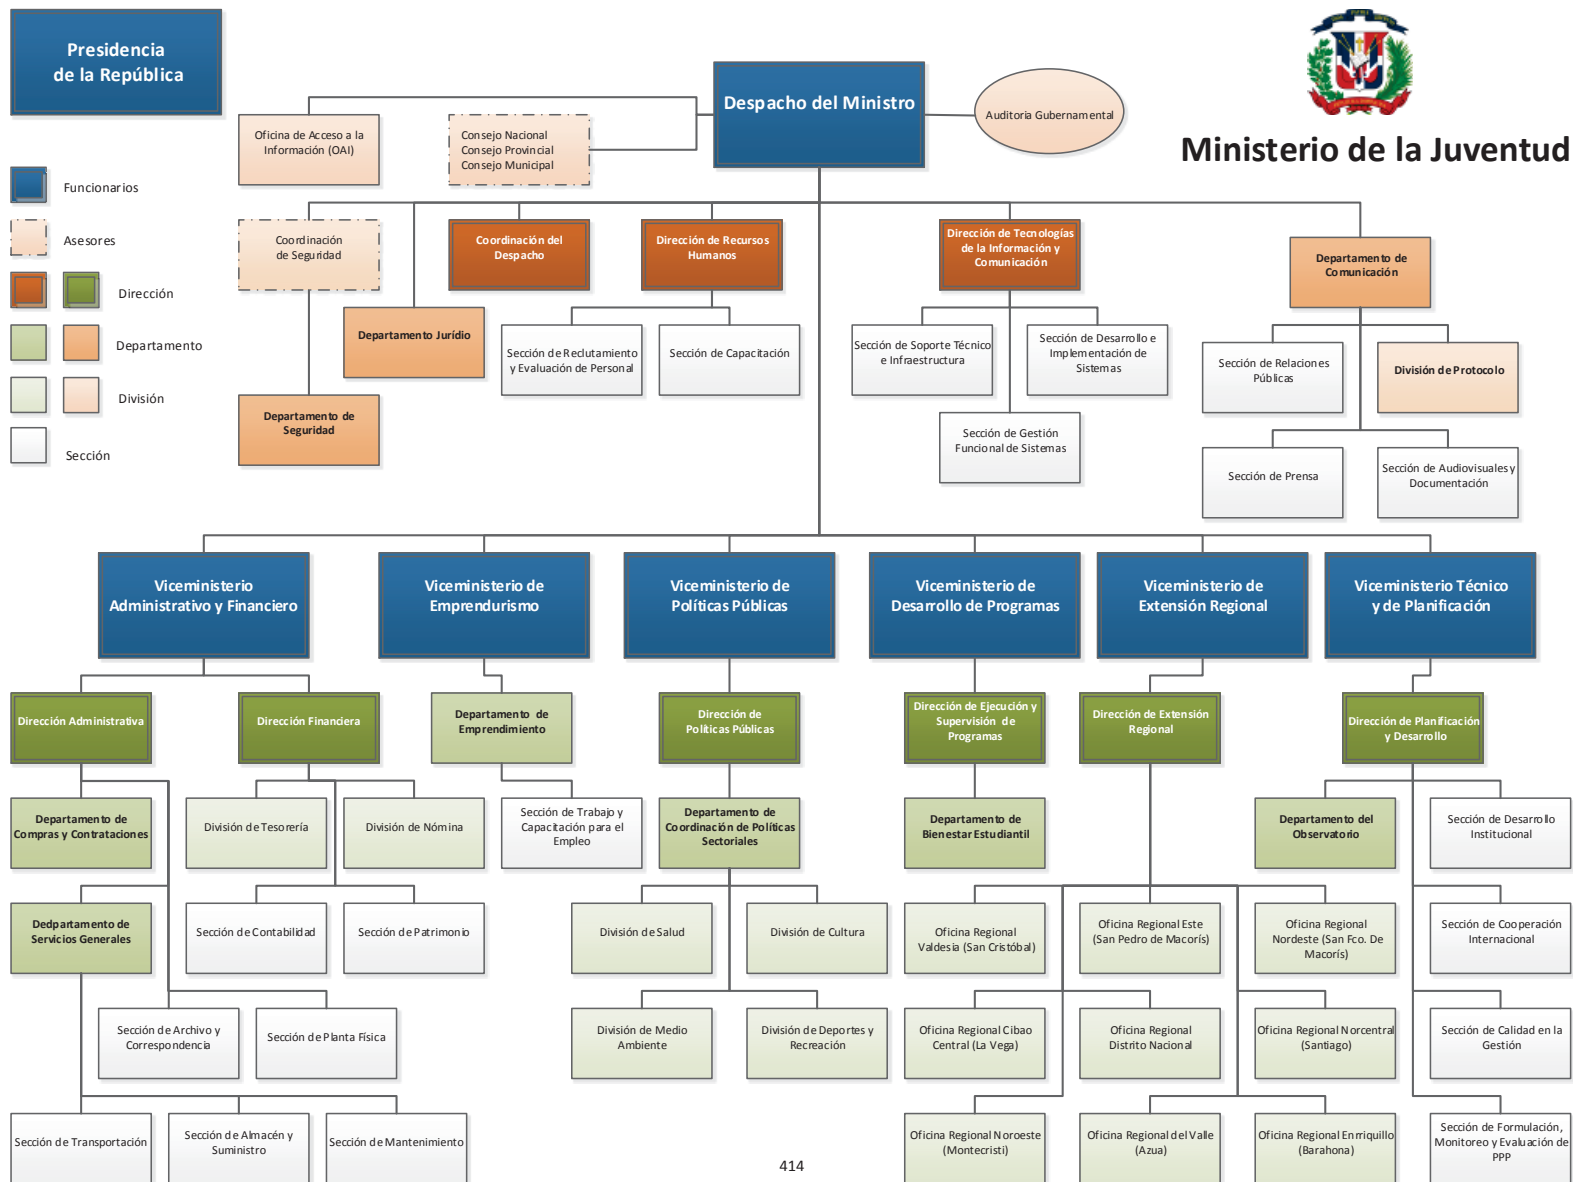 Presidencia
de la República
Despacho del Ministro
Auditoria Gubernamental
Ministerio de la Juventud
Oficina de Acceso a la
Información (OAI)
Consejo Nacional
Consejo Provincial
Consejo Municipal
Funcionarios
Asesores
Dirección
Departamento
División
Sección
Coordinación
de Seguridad
Coordinación del
Despacho
Dirección de Recursos
Humanos
Dirección de Tecnologías
de la Información y
Comunicación
Departamento de
Comunicación
Departamento Jurídio
Sección de Reclutamiento
y Evaluación de Personal
Sección de Capacitación
Sección de Soporte Técnico
e Infraestructura
Sección de Desarrollo e
Implementación de
Sistemas
Sección de Relaciones
Públicas
División de Protocolo
Departamento de
Seguridad
Sección de Gestión
Funcional de Sistemas
Sección de Prensa
Sección de Audiovisuales y
Documentación
Viceministerio
Administrativo y Financiero
Viceministerio de
Emprendurismo
Viceministerio de
Políticas Públicas
Viceministerio de
Desarrollo de Programas
Viceministerio de
Extensión Regional
Viceministerio Técnico
y de Planificación
Dirección Administrativa
Dirección Financiera
Departamento de
Emprendimiento
Dirección de
Políticas Públicas
Dirección de Ejecución y
Supervisión de
Programas
Dirección de Extensión
Regional
Dirección de Planificación
y Desarrollo
Departamento de
Compras y Contrataciones
División de Tesorería
División de Nómina
Sección de Trabajo y
Capacitación para el
Empleo
Departamento de
Coordinación de Políticas
Sectoriales
Departamento de
Bienestar Estudiantil
Departamento del
Observatorio
Sección de Desarrollo
Institucional
Dedpartamento de
Servicios Generales
Sección de Contabilidad
Sección de Patrimonio
División de Salud
División de Cultura
Oficina Regional
Valdesia (San Cristóbal)
Oficina Regional Este
(San Pedro de Macorís)
Oficina Regional
Nordeste (San Fco. De
Macorís)
Sección de Cooperación
Internacional
Sección de Archivo y
Correspondencia
Sección de Planta Física
División de Medio
Ambiente
División de Deportes y
Recreación
Oficina Regional Cibao
Central (La Vega)
Oficina Regional
Distrito Nacional
Oficina Regional Norcentral
(Santiago)
Sección de Calidad en la
Gestión
Sección de Transportación
Sección de Almacén y
Suministro
Sección de Mantenimiento
Oficina Regional Noroeste
(Montecristi)
Oficina Regional del Valle
(Azua)
Oficina Regional Enrriquillo
(Barahona)
Sección de Formulación,
Monitoreo y Evaluación de
PPP
414